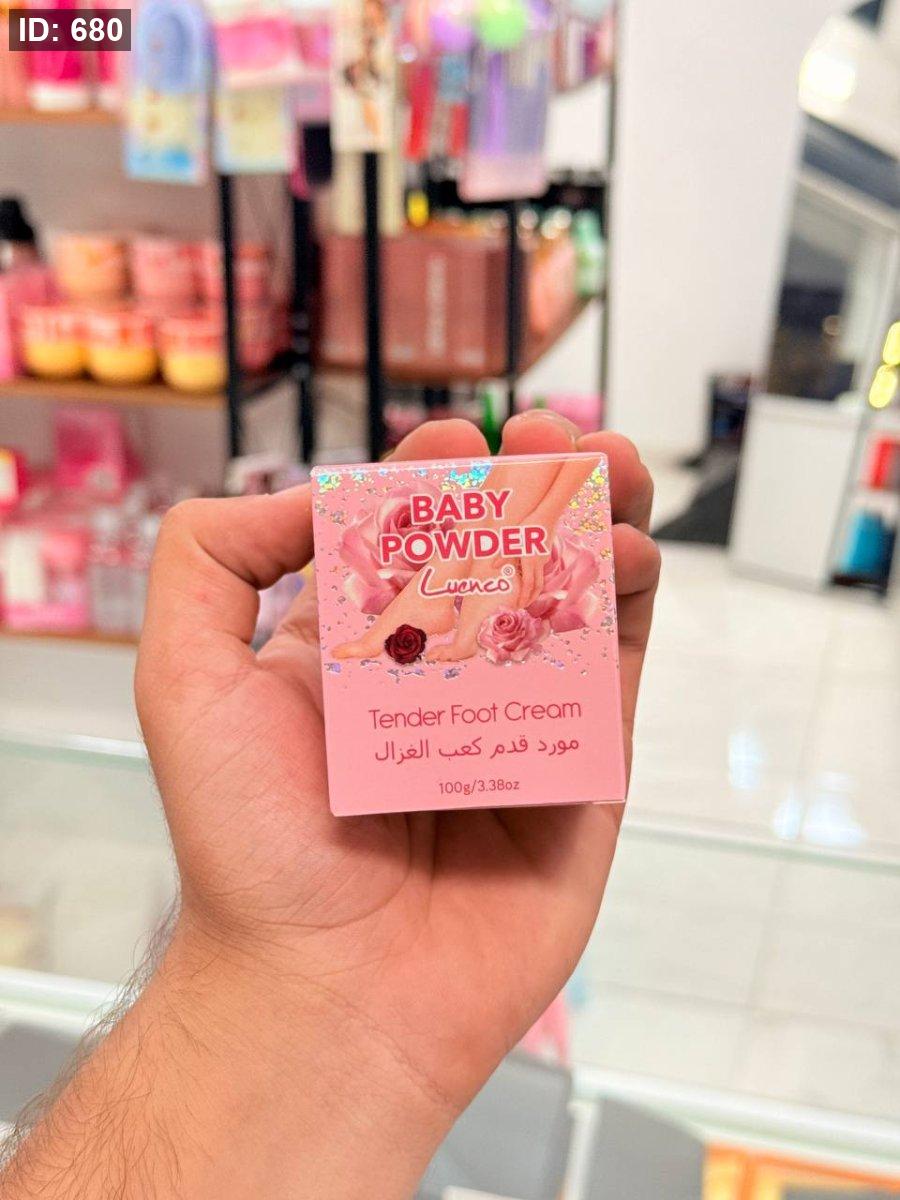 ID: 680
BABY
POWDER
Luenco®
Tender Foot Cream
مورد قدم كعب الغزال
100g/3.38oz